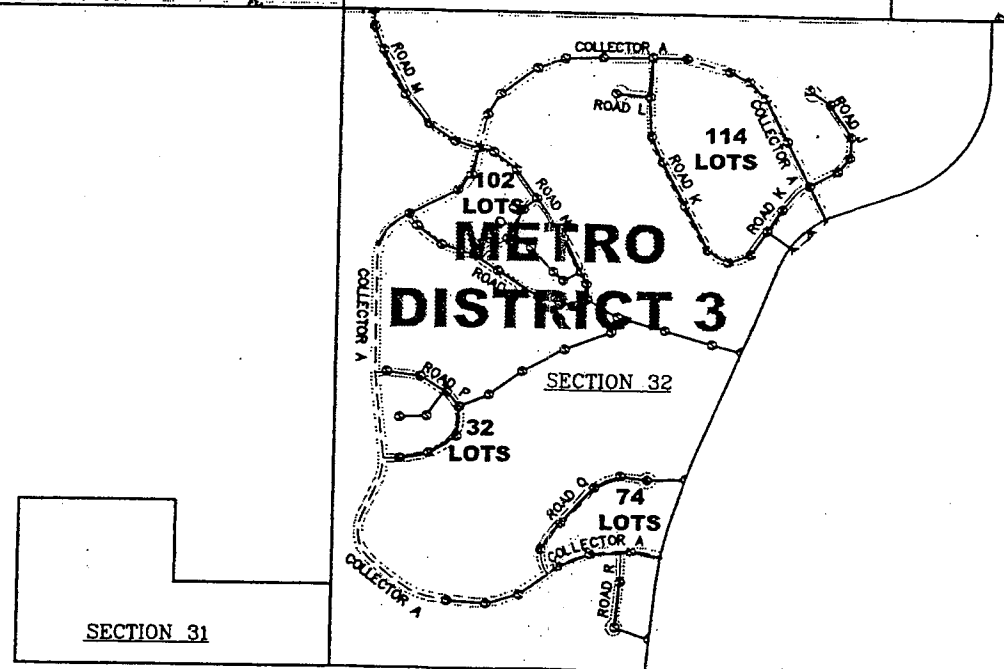 COLLECTOR A
ROAD M
ROAD L
ROAD J
COLLECTOR A
114
LOTS
ROAD K
ROAD K
102
LOTS
ROAD N
METRO
ROAD
COLLECTOR A
DISTRICT 3
ROAD P
SECTION 32
32
LOTS
ROAD Q
74
LOTS
COLLECTOR A
COLLECTOR A
ROAD R
SECTION 31